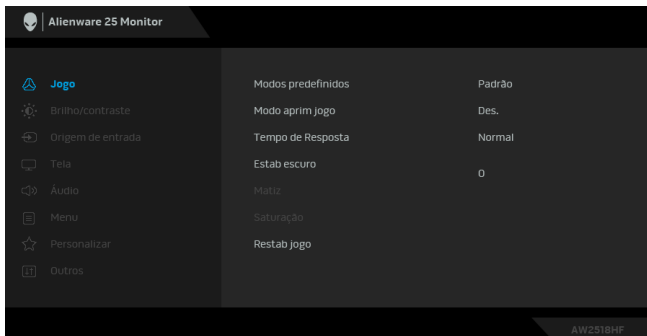 Alienware 25 Monitor
Jogo
Modos predefinidos Padrão
Brilho/contraste
Modo aprim jogo Des.
Origem de entrada
Tempo de Resposta Normal
Tela
Estab escuro 0
Áudio
Matiz
Menu
Saturação
Personalizar
Restab jogo
Outros
AW2518HF